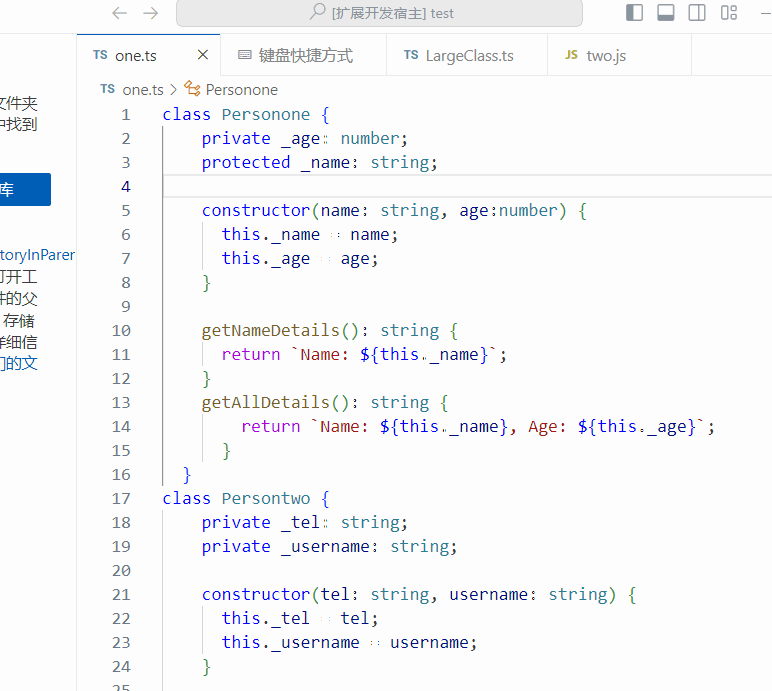 [扩展开发宿主] test
TS one.ts
键盘快捷方式
TS LargeClass.ts
JS two.js
TS one.ts > Personone
文件夹
中找到
库
toryInParen
打开工
件的父
存储
详细信
们的文
1 class Personone {
2 private _age: number;
3 protected _name: string;
4
5 constructor(name: string, age:number) {
6 this._name = name;
7 this._age = age;
8 }
9
10 getNameDetails(): string {
11 return `Name: ${this._name}`;
12 }
13 getAllDetails(): string {
14 return `Name: ${this._name}, Age: ${this._age}`;
15 }
16 }
17 class Persontwo {
18 private _tel: string;
19 private _username: string;
20
21 constructor(tel: string, username: string) {
22 this._tel = tel;
23 this._username = username;
24 }
25